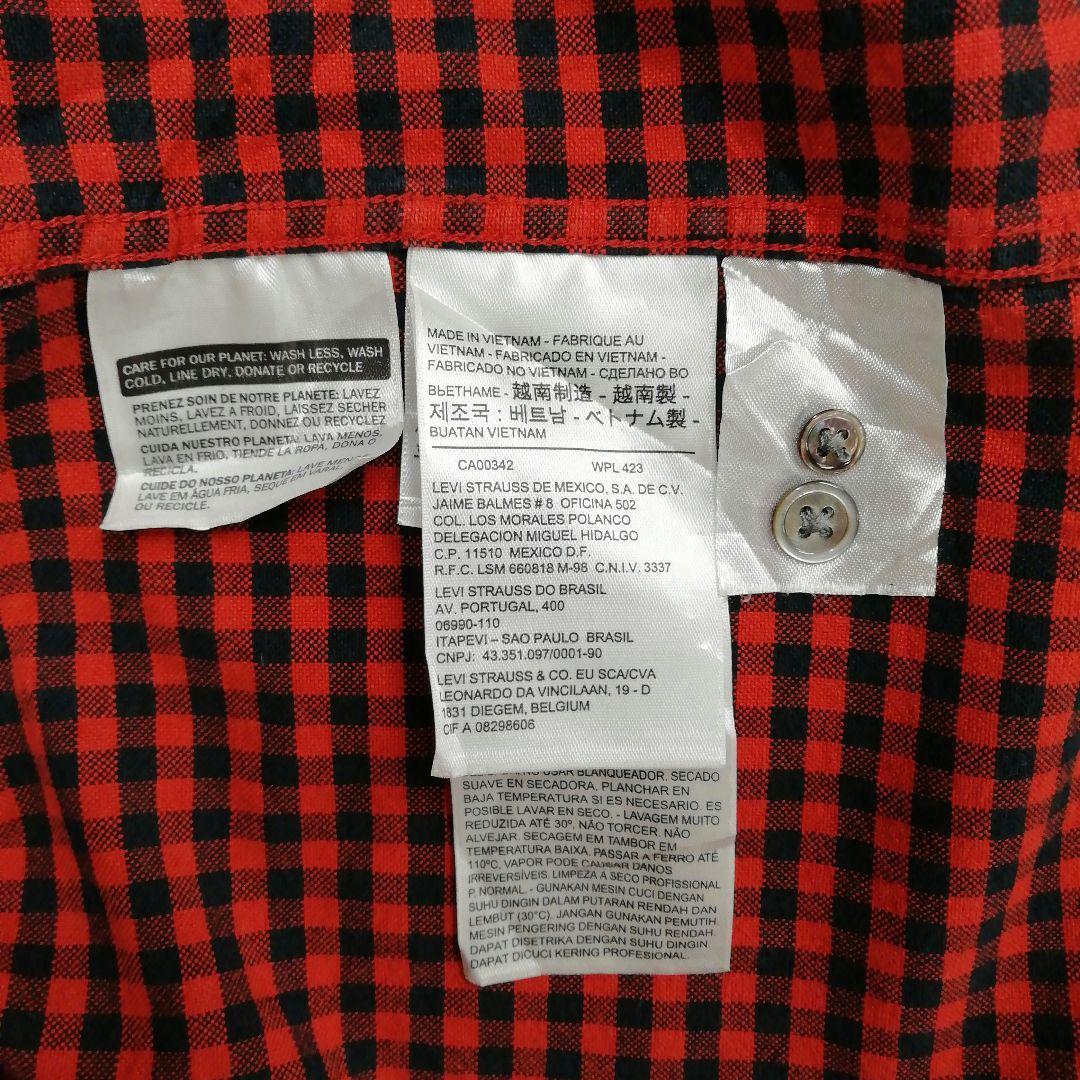 CARE FOR OUR PLANET: WASH LESS, WASH
COLD, LINE DRY, DONATE OR RECYCLE
PRENEZ SOIN DE NOTRE PLANETE: LAVEZ
MOINS, LAVEZ A FROID, LAISSEZ SECHER
NATURELLEMENT, DONNEZ OU RECYCLEZ
CUIDA NUESTRO PLANETA: LAVA MENOS,
LAVA EN FRIO, TIENDE LA ROPA, DONA O
RECICLA.
CUIDE DO NOSSO PLANETA: LAVE MENOS
LAVE EM ÁGUA FRIA, SEQUE EM VARAL,
OU RECICLE.
MADE IN VIETNAM - FABRIQUE AU
VIETNAM - FABRICADO EN VIETNAM -
FABRICADO NO VIETNAM - СДЕЛАНО ВО
ВЬЕТНАМЕ - 越南制造 - 越南製 -
제조국 : 베트남 - ベトナム製 -
BUATAN VIETNAM
CA00342 WPL 423
LEVI STRAUSS DE MEXICO, S.A. DE C.V.
JAIME BALMES # 8 OFICINA 502
COL. LOS MORALES POLANCO
DELEGACION MIGUEL HIDALGO
C.P. 11510 MEXICO D.F.
R.F.C. LSM 660818 M-98 C.N.I.V. 3337
LEVI STRAUSS DO BRASIL
AV. PORTUGAL, 400
06990-110
ITAPEVI – SAO PAULO BRASIL
CNPJ: 43.351.097/0001-90
LEVI STRAUSS & CO. EU SCA/CVA
LEONARDO DA VINCILAAN, 19 - D
1831 DIEGEM, BELGIUM
CIF A 08298606
USAR BLANQUEADOR. SECADO
SUAVE EN SECADORA. PLANCHAR EN
BAJA TEMPERATURA SI ES NECESARIO. ES
POSIBLE LAVAR EN SECO. - LAVAGEM MUITO
REDUZIDA ATÉ 30º, NÃO TORCER. NÃO
ALVEJAR. SECAGEM EM TAMBOR EM
TEMPERATURA BAIXA. PASSAR A FERRO ATÉ
110ºC, VAPOR PODE CAUSAR DANOS
IRREVERSÍVEIS. LIMPEZA A SECO PROFISSIONAL
P. NORMAL. - GUNAKAN MESIN CUCI DENGAN
SUHU DINGIN DALAM PUTARAN RENDAH DAN
LEMBUT (30°C). JANGAN GUNAKAN PEMUTIH.
MESIN PENGERING DENGAN SUHU RENDAH.
DAPAT DISETRIKA DENGAN SUHU DINGIN.
DAPAT DICUCI KERING PROFESIONAL.